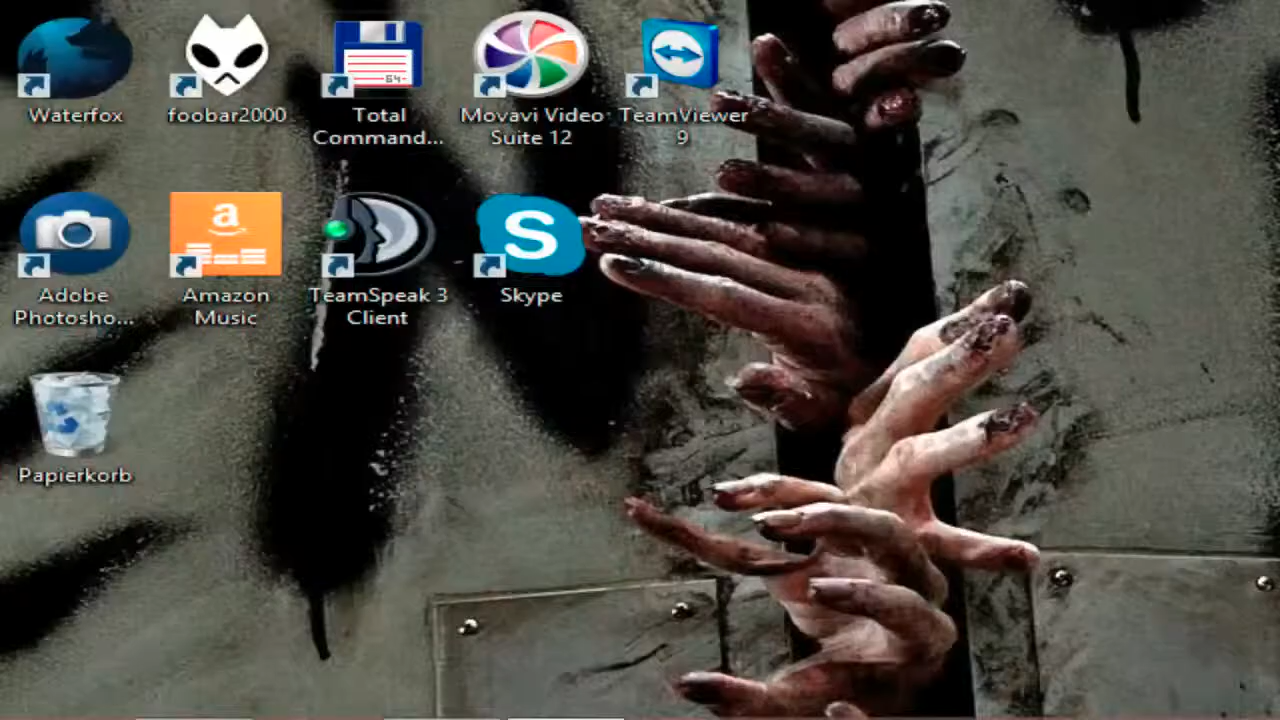 Waterfox
foobar2000
Total
Command...
64-
Movavi Video
Suite 12
TeamViewer
9
Adobe
Photosho...
a
Amazon
Music
TeamSpeak 3
Client
S
Skype
Papierkorb